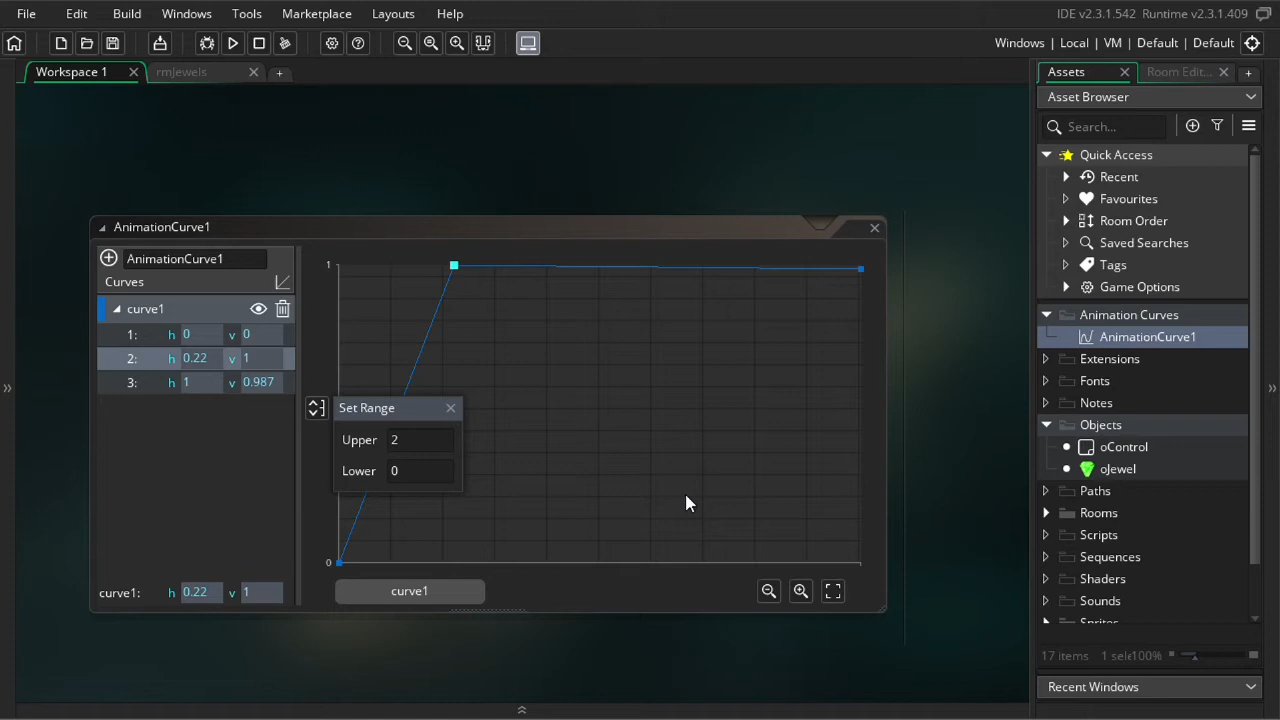 File Edit Build Windows Tools Marketplace Layouts Help IDE v2.3.1.542 Runtime v2.3.1.409
Windows | Local | VM | Default | Default
Workspace 1 rmJewels
Assets Room Edit...
Asset Browser
Search...
Quick Access
Recent
Favourites
Room Order
Saved Searches
Tags
Game Options
Animation Curves
AnimationCurve1
Extensions
Fonts
Notes
Objects
oControl
oJewel
Paths
Rooms
Scripts
Sequences
Shaders
Sounds
Sprites
17 items 1 sele 100%
Recent Windows
AnimationCurve1
AnimationCurve1
Curves
curve1
1: h 0 v 0
2: h 0.22 v 1
3: h 1 v 0.987
curve1: h 0.22 v 1
1
0
Set Range
Upper 2
Lower 0
curve1